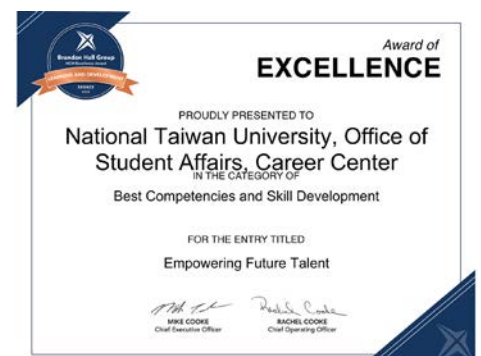 Brandon Hall Group
LEARNING AND DEVELOPMENT
BRONZE
Award of
EXCELLENCE
PROUDLY PRESENTED TO
National Taiwan University, Office of
Student Affairs, Career Center
IN THE CATEGORY OF
Best Competencies and Skill Development
FOR THE ENTRY TITLED
Empowering Future Talent
MIKE COOKE
Chief Executive Officer
RACHEL COOKE
Chief Operating Officer